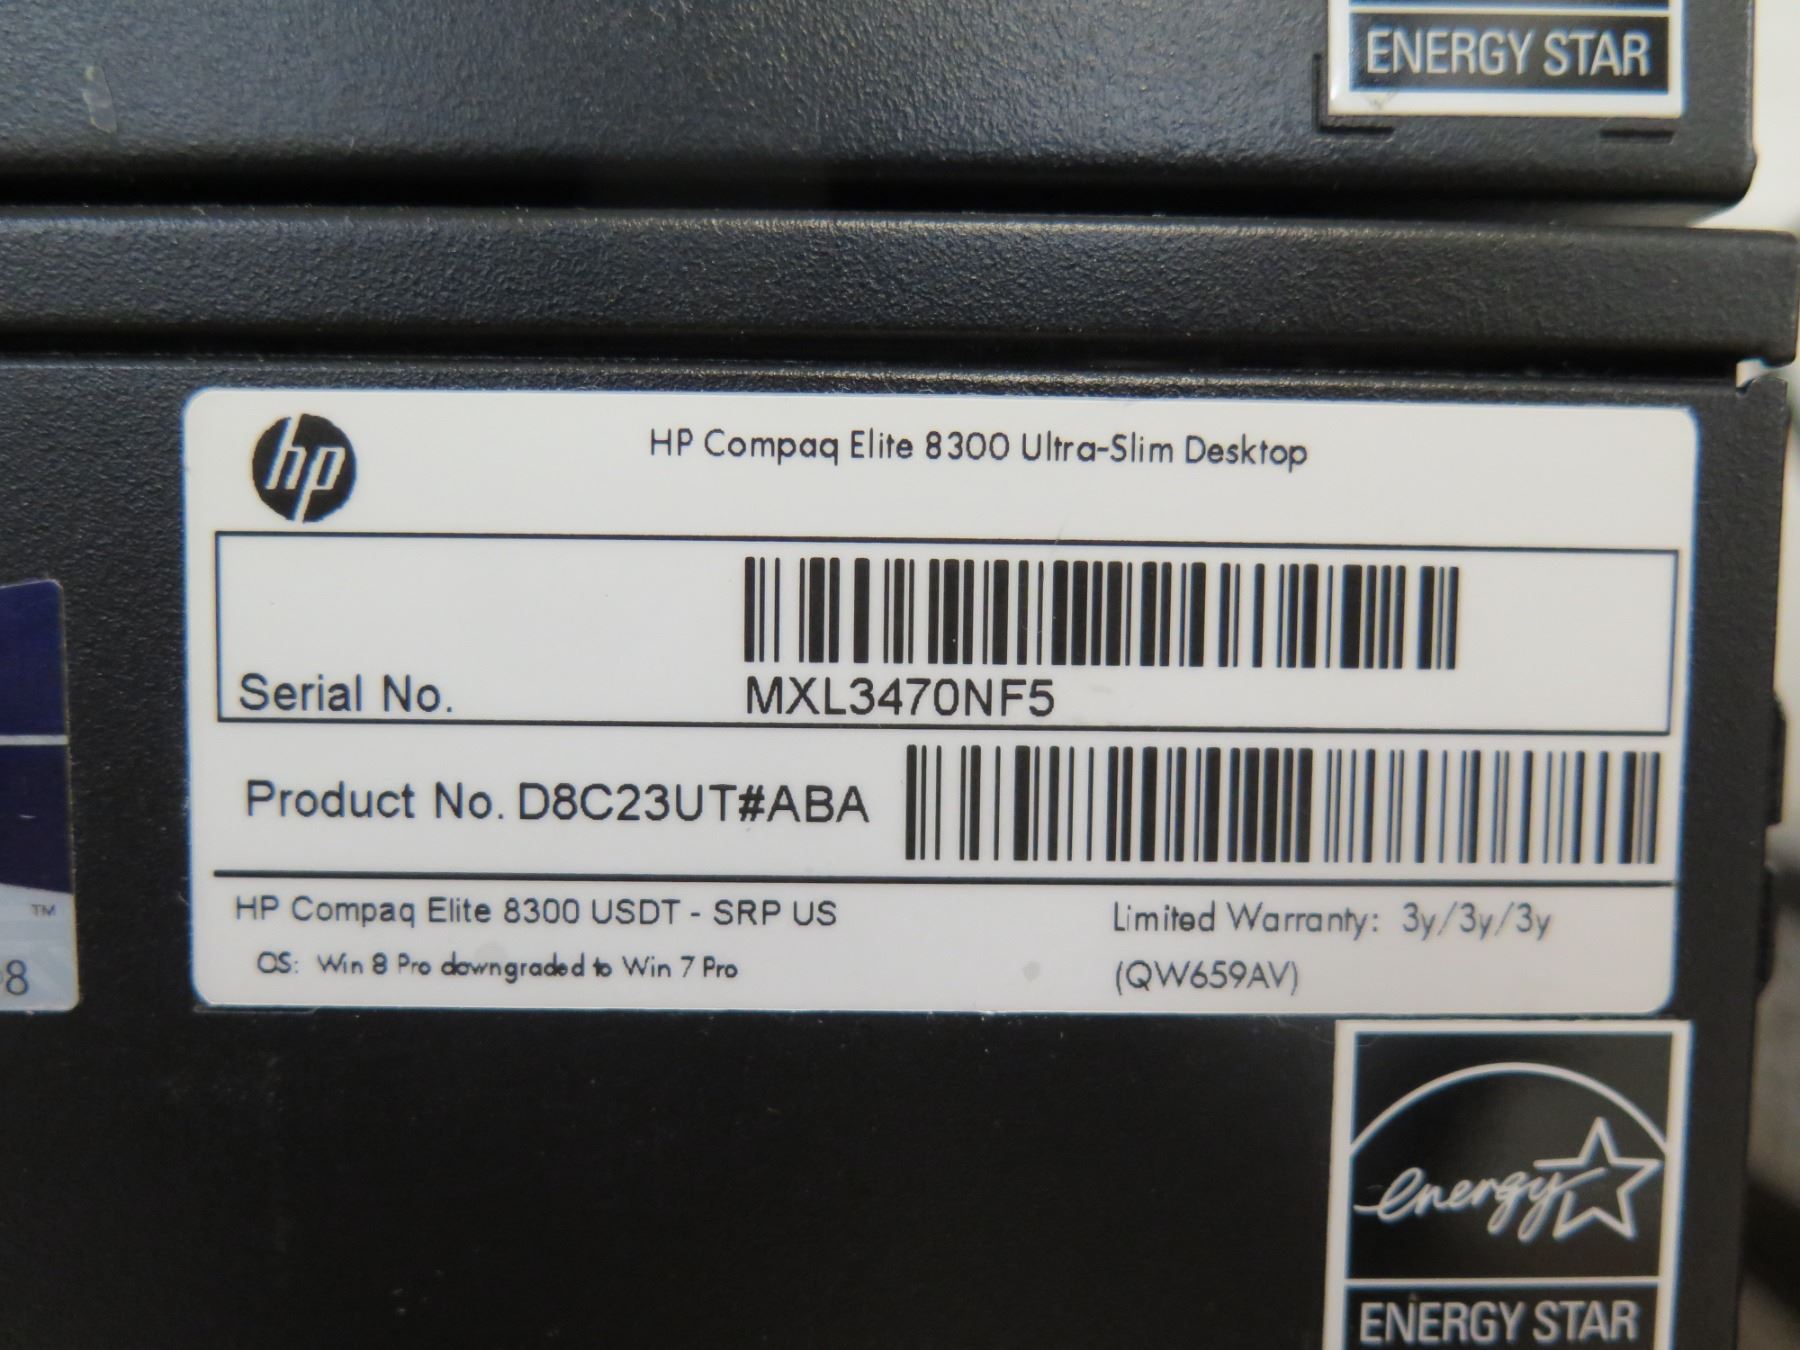 ENERGY STAR
hp
HP Compaq Elite 8300 Ultra-Slim Desktop
Serial No. MXL3470NF5
Product No. D8C23UT#ABA
HP Compaq Elite 8300 USDT - SRP US
Limited Warranty: 3y/3y/3y
OS: Win 8 Pro downgraded to Win 7 Pro
(QW659AV)
TM
8
energy
ENERGY STAR